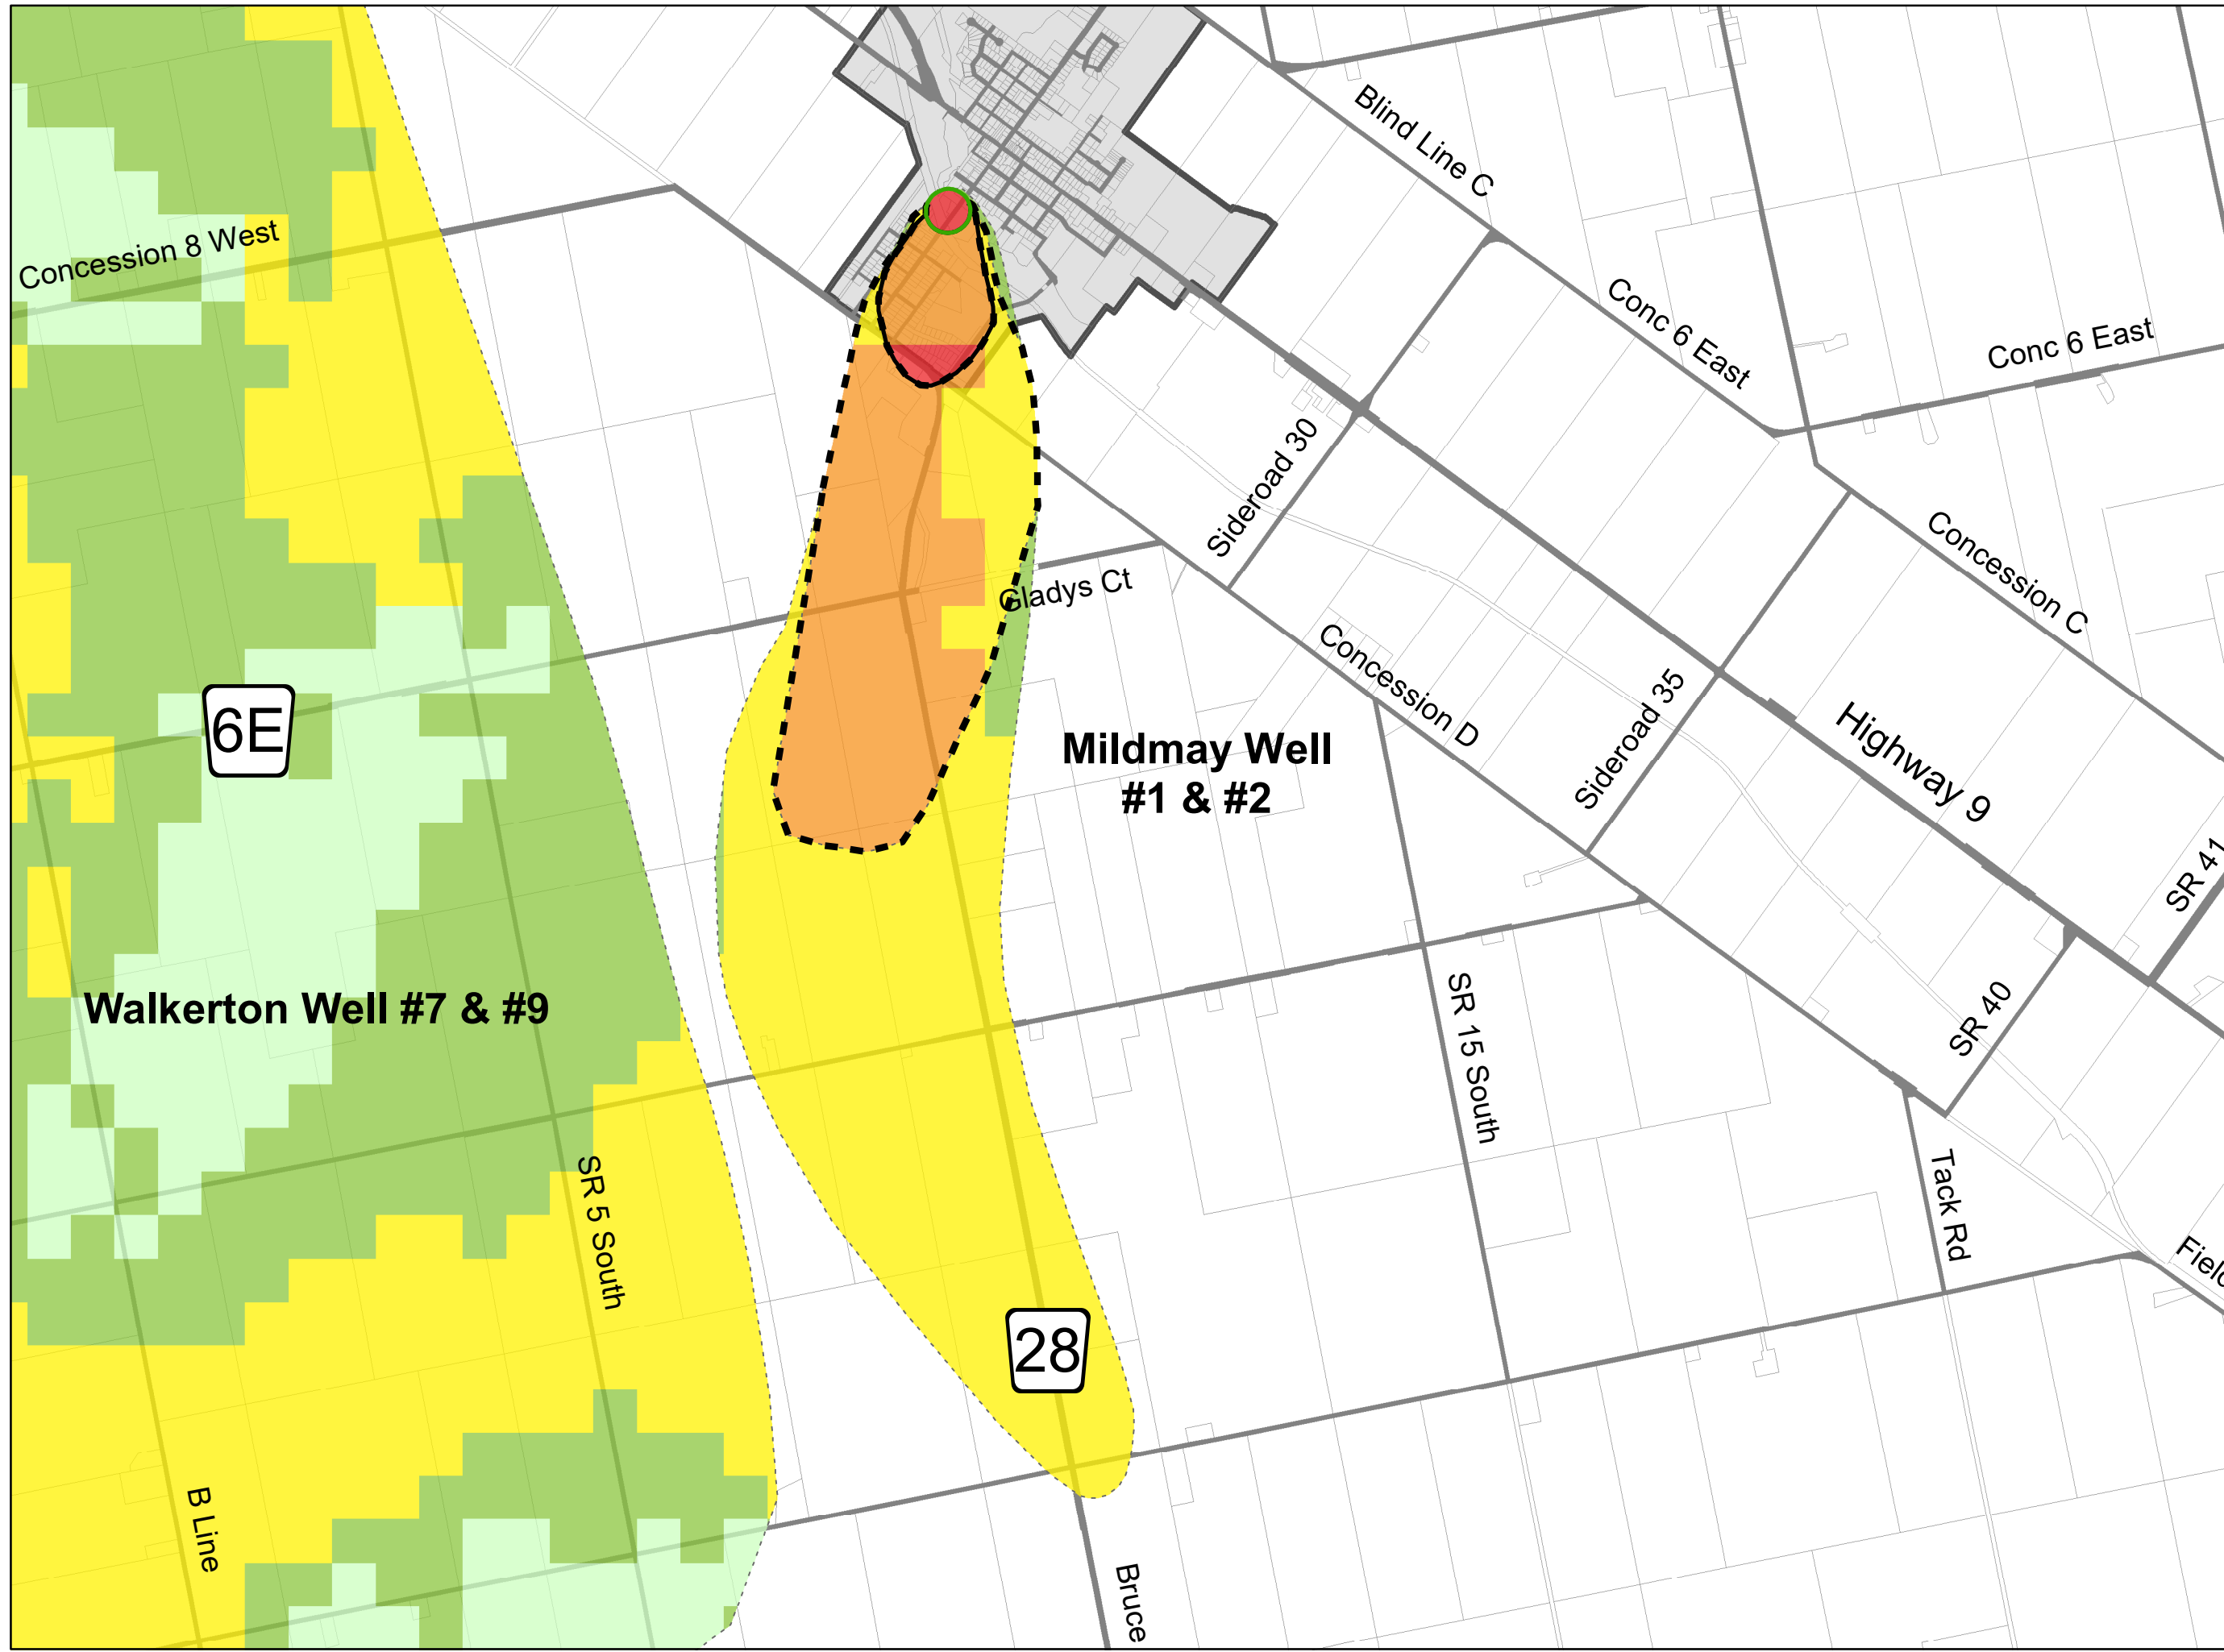 Blind Line C
Concession 8 West
Conc 6 East
Conc 6 East
Sideroad 30
Concession C
Gladys Ct
Concession D
Sideroad 35
6E
Mildmay Well
#1 & #2
Highway 9
SR 41
Walkerton Well #7 & #9
SR 15 South
SR 40
SR 5 South
Tack Rd
28
B Line
Bruce